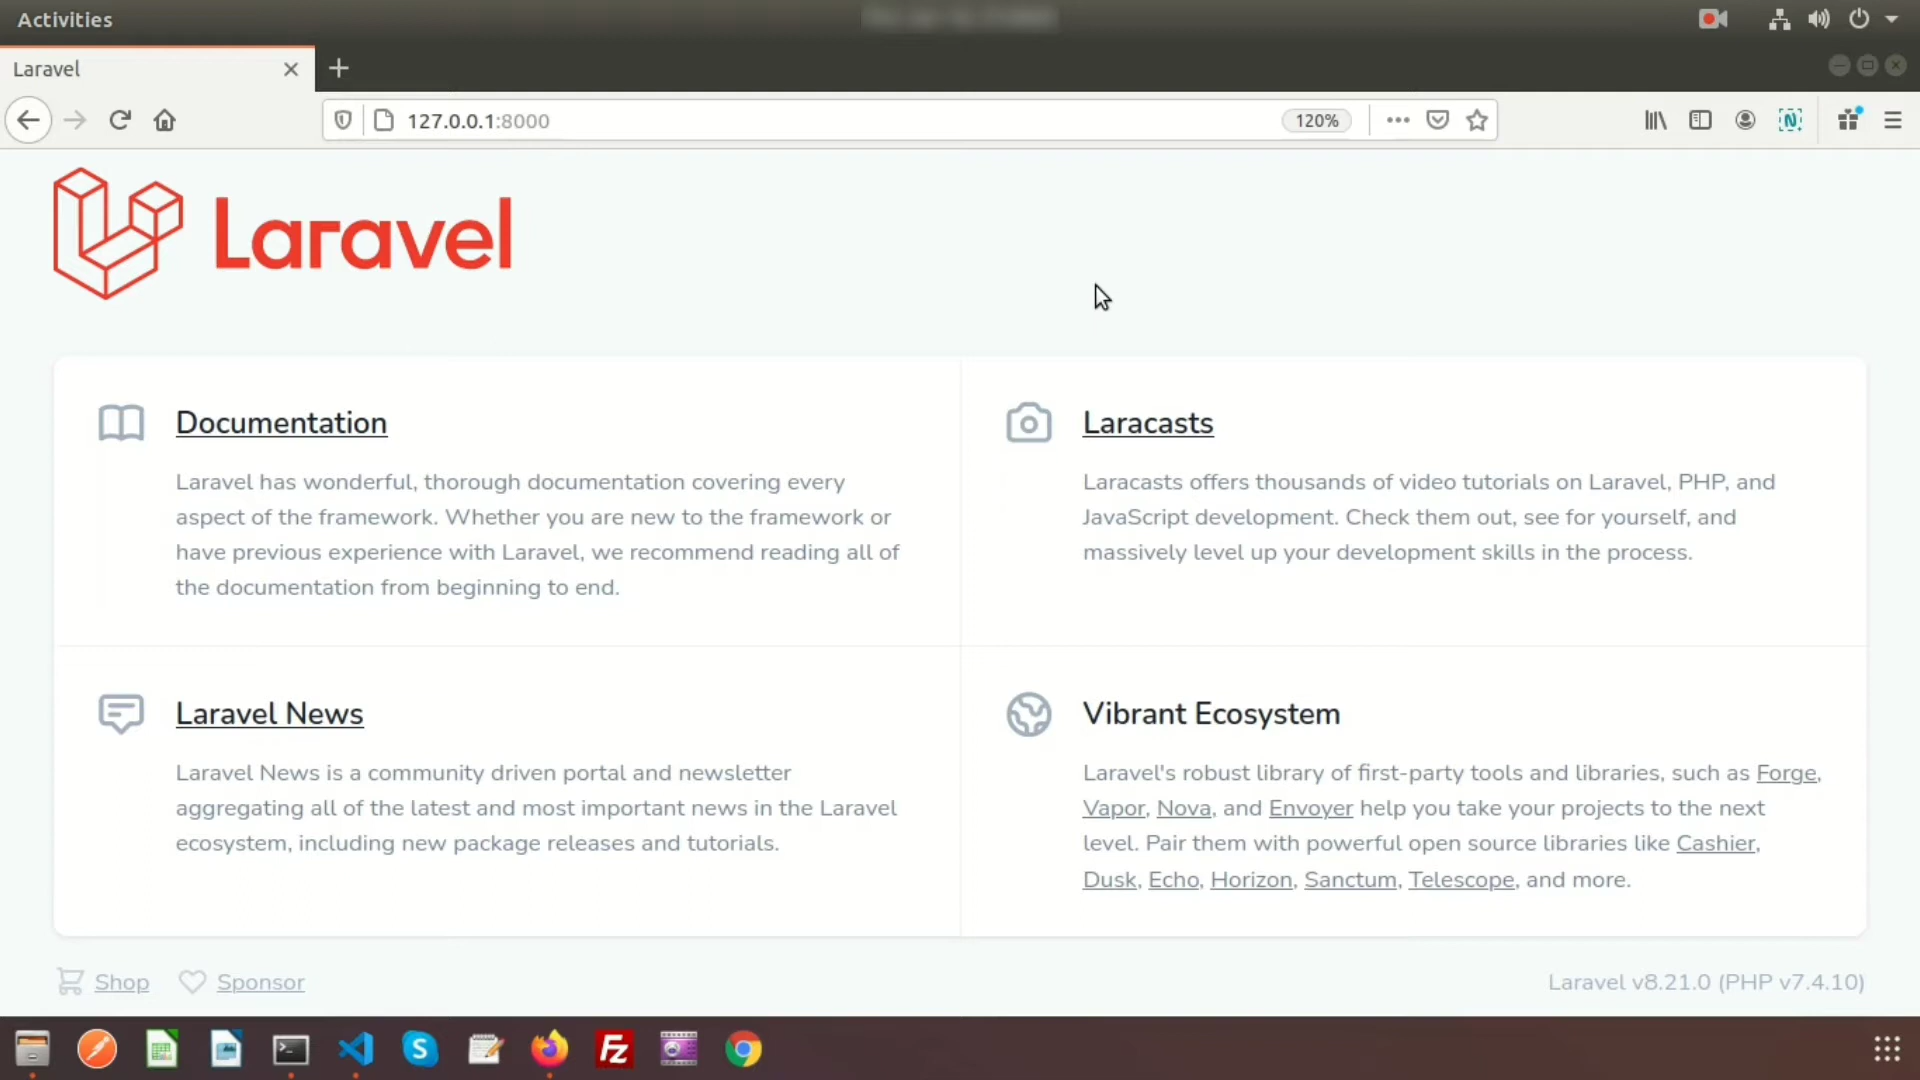 Activities
Laravel
127.0.0.1:8000
120%
Laravel
Documentation
Laravel has wonderful, thorough documentation covering every
aspect of the framework. Whether you are new to the framework or
have previous experience with Laravel, we recommend reading all of
the documentation from beginning to end.
Laracasts
Laracasts offers thousands of video tutorials on Laravel, PHP, and
JavaScript development. Check them out, see for yourself, and
massively level up your development skills in the process.
Laravel News
Laravel News is a community driven portal and newsletter
aggregating all of the latest and most important news in the Laravel
ecosystem, including new package releases and tutorials.
Vibrant Ecosystem
Laravel's robust library of first-party tools and libraries, such as Forge,
Vapor, Nova, and Envoyer help you take your projects to the next
level. Pair them with powerful open source libraries like Cashier,
Dusk, Echo, Horizon, Sanctum, Telescope, and more.
Shop
Sponsor
Laravel v8.21.0 (PHP v7.4.10)